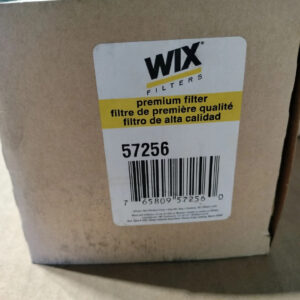 WIX
FILTERS
premium filter
filtre de première qualité
filtro de alta calidad
57256
7 65809 57256 0